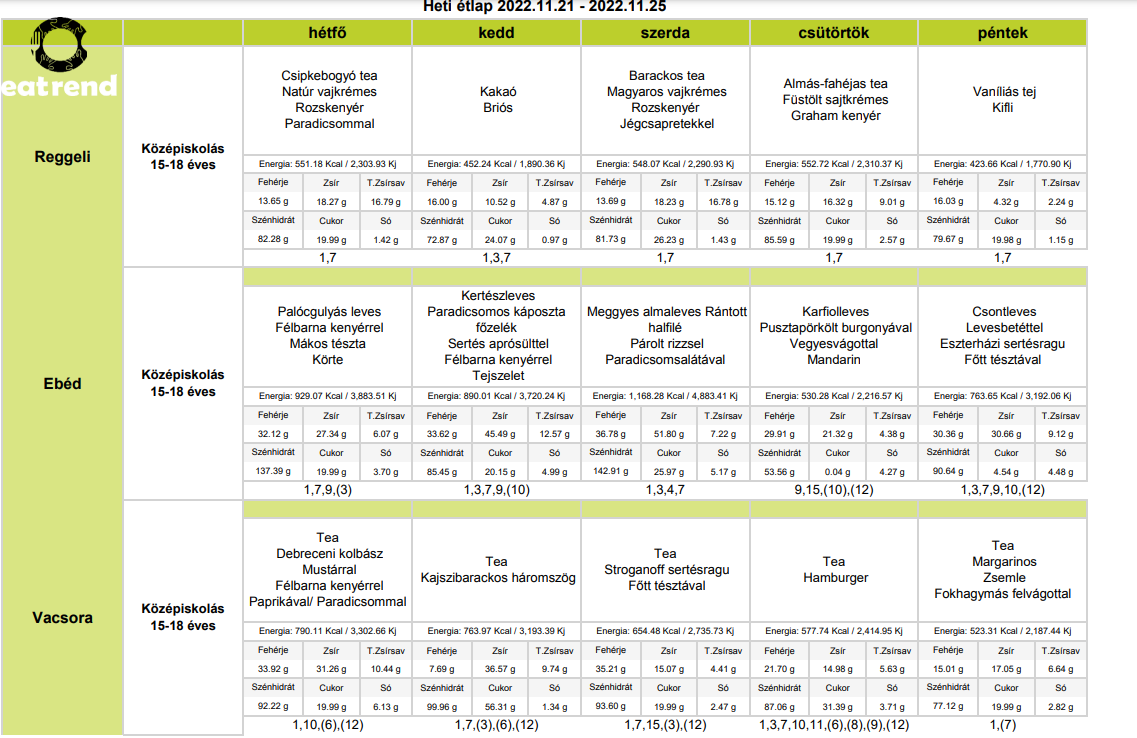 Heti étlap 2022.11.21 - 2022.11.25
hétfő kedd szerda csütörtök péntek
eatrend
Reggeli
Középiskolás
15-18 éves
Csipkebogyó tea
Natúr vajkrémes
Rozskenyér
Paradicsommal
Kakaó
Briós
Barackos tea
Magyaros vajkrémes
Rozskenyér
Jégcsapretekkel
Almás-fahéjas tea
Füstölt sajtkrémes
Graham kenyér
Vaníliás tej
Kifli
Energia: 551.18 Kcal / 2,303.93 Kj Energia: 452.24 Kcal / 1,890.36 Kj Energia: 548.07 Kcal / 2,290.93 Kj Energia: 552.72 Kcal / 2,310.37 Kj Energia: 423.66 Kcal / 1,770.90 Kj
Fehérje Zsír T.Zsírsav Fehérje Zsír T.Zsírsav Fehérje Zsír T.Zsírsav Fehérje Zsír T.Zsírsav Fehérje Zsír T.Zsírsav
13.65 g 18.27 g 16.79 g 16.00 g 10.52 g 4.87 g 13.69 g 18.23 g 16.78 g 15.12 g 16.32 g 9.01 g 16.03 g 4.32 g 2.24 g
Szénhidrát Cukor Só Szénhidrát Cukor Só Szénhidrát Cukor Só Szénhidrát Cukor Só Szénhidrát Cukor Só
82.28 g 19.99 g 1.42 g 72.87 g 24.07 g 0.97 g 81.73 g 26.23 g 1.43 g 85.59 g 19.99 g 2.57 g 79.67 g 19.98 g 1.15 g
1,7 1,3,7 1,7 1,7 1,7
Ebéd
Középiskolás
15-18 éves
Palócgulyás leves
Félbarna kenyérrel
Mákos tészta
Körte
Kertészleves
Paradicsomos káposzta
főzelék
Sertés aprósülttel
Félbarna kenyérrel
Tejszelet
Meggyes almaleves Rántott
halfilé
Párolt rizzsel
Paradicsomsalátával
Karfiolleves
Pusztapörkölt burgonyával
Vegyesvágottal
Mandarin
Csontleves
Levesbetéttel
Eszterházi sertésragu
Főtt tésztával
Energia: 929.07 Kcal / 3,883.51 Kj Energia: 890.01 Kcal / 3,720.24 Kj Energia: 1,168.28 Kcal / 4,883.41 Kj Energia: 530.28 Kcal / 2,216.57 Kj Energia: 763.65 Kcal / 3,192.06 Kj
Fehérje Zsír T.Zsírsav Fehérje Zsír T.Zsírsav Fehérje Zsír T.Zsírsav Fehérje Zsír T.Zsírsav Fehérje Zsír T.Zsírsav
32.12 g 27.34 g 6.07 g 33.62 g 45.49 g 12.57 g 36.78 g 51.80 g 7.22 g 29.91 g 21.32 g 4.38 g 30.36 g 30.66 g 9.12 g
Szénhidrát Cukor Só Szénhidrát Cukor Só Szénhidrát Cukor Só Szénhidrát Cukor Só Szénhidrát Cukor Só
137.39 g 19.99 g 3.70 g 85.45 g 20.15 g 4.99 g 142.91 g 25.97 g 5.17 g 53.56 g 0.04 g 4.27 g 90.64 g 4.54 g 4.48 g
1,7,9,(3) 1,3,7,9,(10) 1,3,4,7 9,15,(10),(12) 1,3,7,9,10,(12)
Vacsora
Középiskolás
15-18 éves
Tea
Debreceni kolbász
Mustárral
Félbarna kenyérrel
Paprikával/ Paradicsommal
Tea
Kajszibarackos háromszög
Tea
Stroganoff sertésragu
Főtt tésztával
Tea
Hamburger
Tea
Margarinos
Zsemle
Fokhagymás felvágottal
Energia: 790.11 Kcal / 3,302.66 Kj Energia: 763.97 Kcal / 3,193.39 Kj Energia: 654.48 Kcal / 2,735.73 Kj Energia: 577.74 Kcal / 2,414.95 Kj Energia: 523.31 Kcal / 2,187.44 Kj
Fehérje Zsír T.Zsírsav Fehérje Zsír T.Zsírsav Fehérje Zsír T.Zsírsav Fehérje Zsír T.Zsírsav Fehérje Zsír T.Zsírsav
33.92 g 31.26 g 10.44 g 7.69 g 36.57 g 9.74 g 35.21 g 15.07 g 4.41 g 21.70 g 14.98 g 5.63 g 15.01 g 17.05 g 6.64 g
Szénhidrát Cukor Só Szénhidrát Cukor Só Szénhidrát Cukor Só Szénhidrát Cukor Só Szénhidrát Cukor Só
92.22 g 19.99 g 6.13 g 99.96 g 56.31 g 1.34 g 93.60 g 19.99 g 2.47 g 87.06 g 31.39 g 3.71 g 77.12 g 19.99 g 2.82 g
1,10,(6),(12) 1,7,(3),(6),(12) 1,7,15,(3),(12) 1,3,7,10,11,(6),(8),(9),(12) 1,(7)